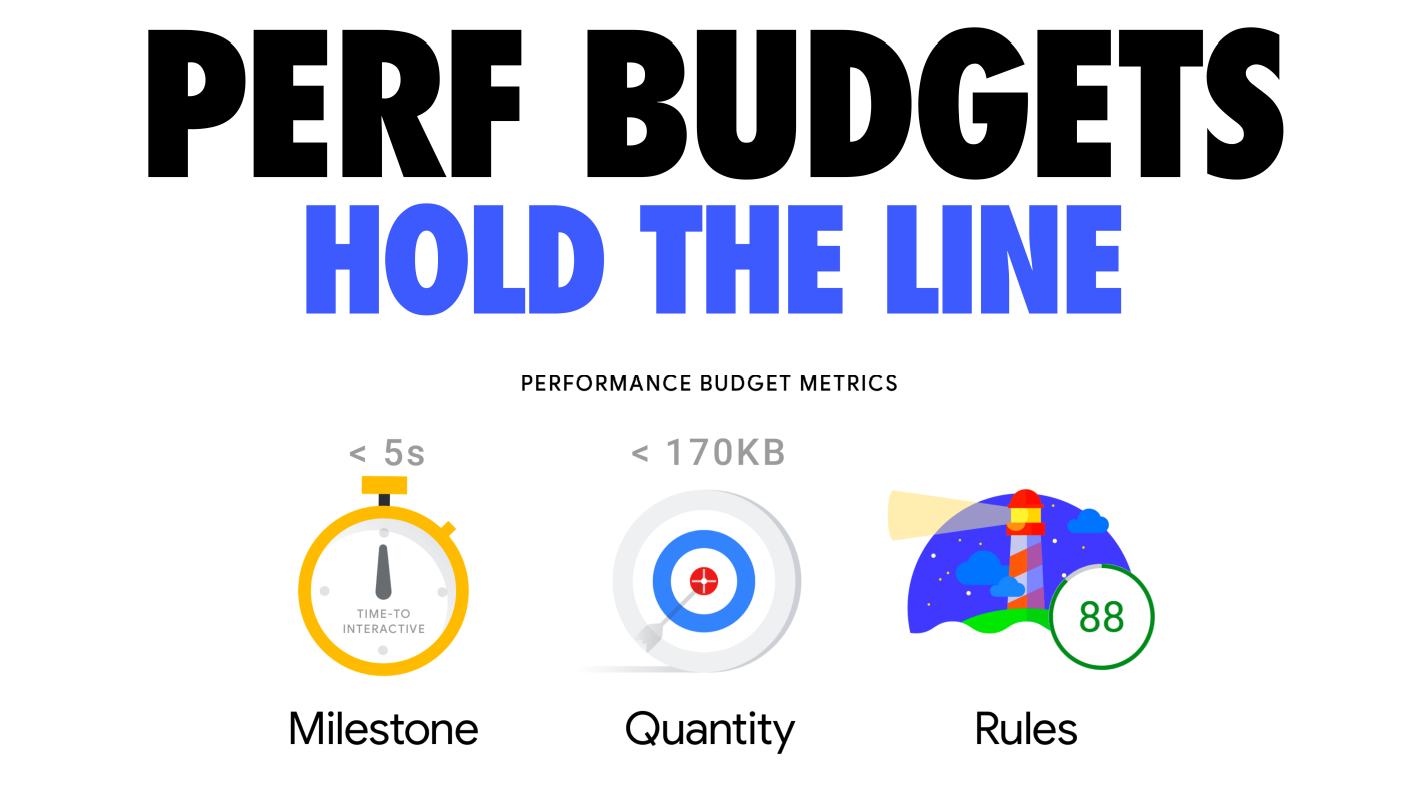 PERF BUDGETS
HOLD THE LINE
PERFORMANCE BUDGET METRICS
< 5s
TIME-TO
INTERACTIVE
Milestone
< 170KB
Quantity
88
Rules